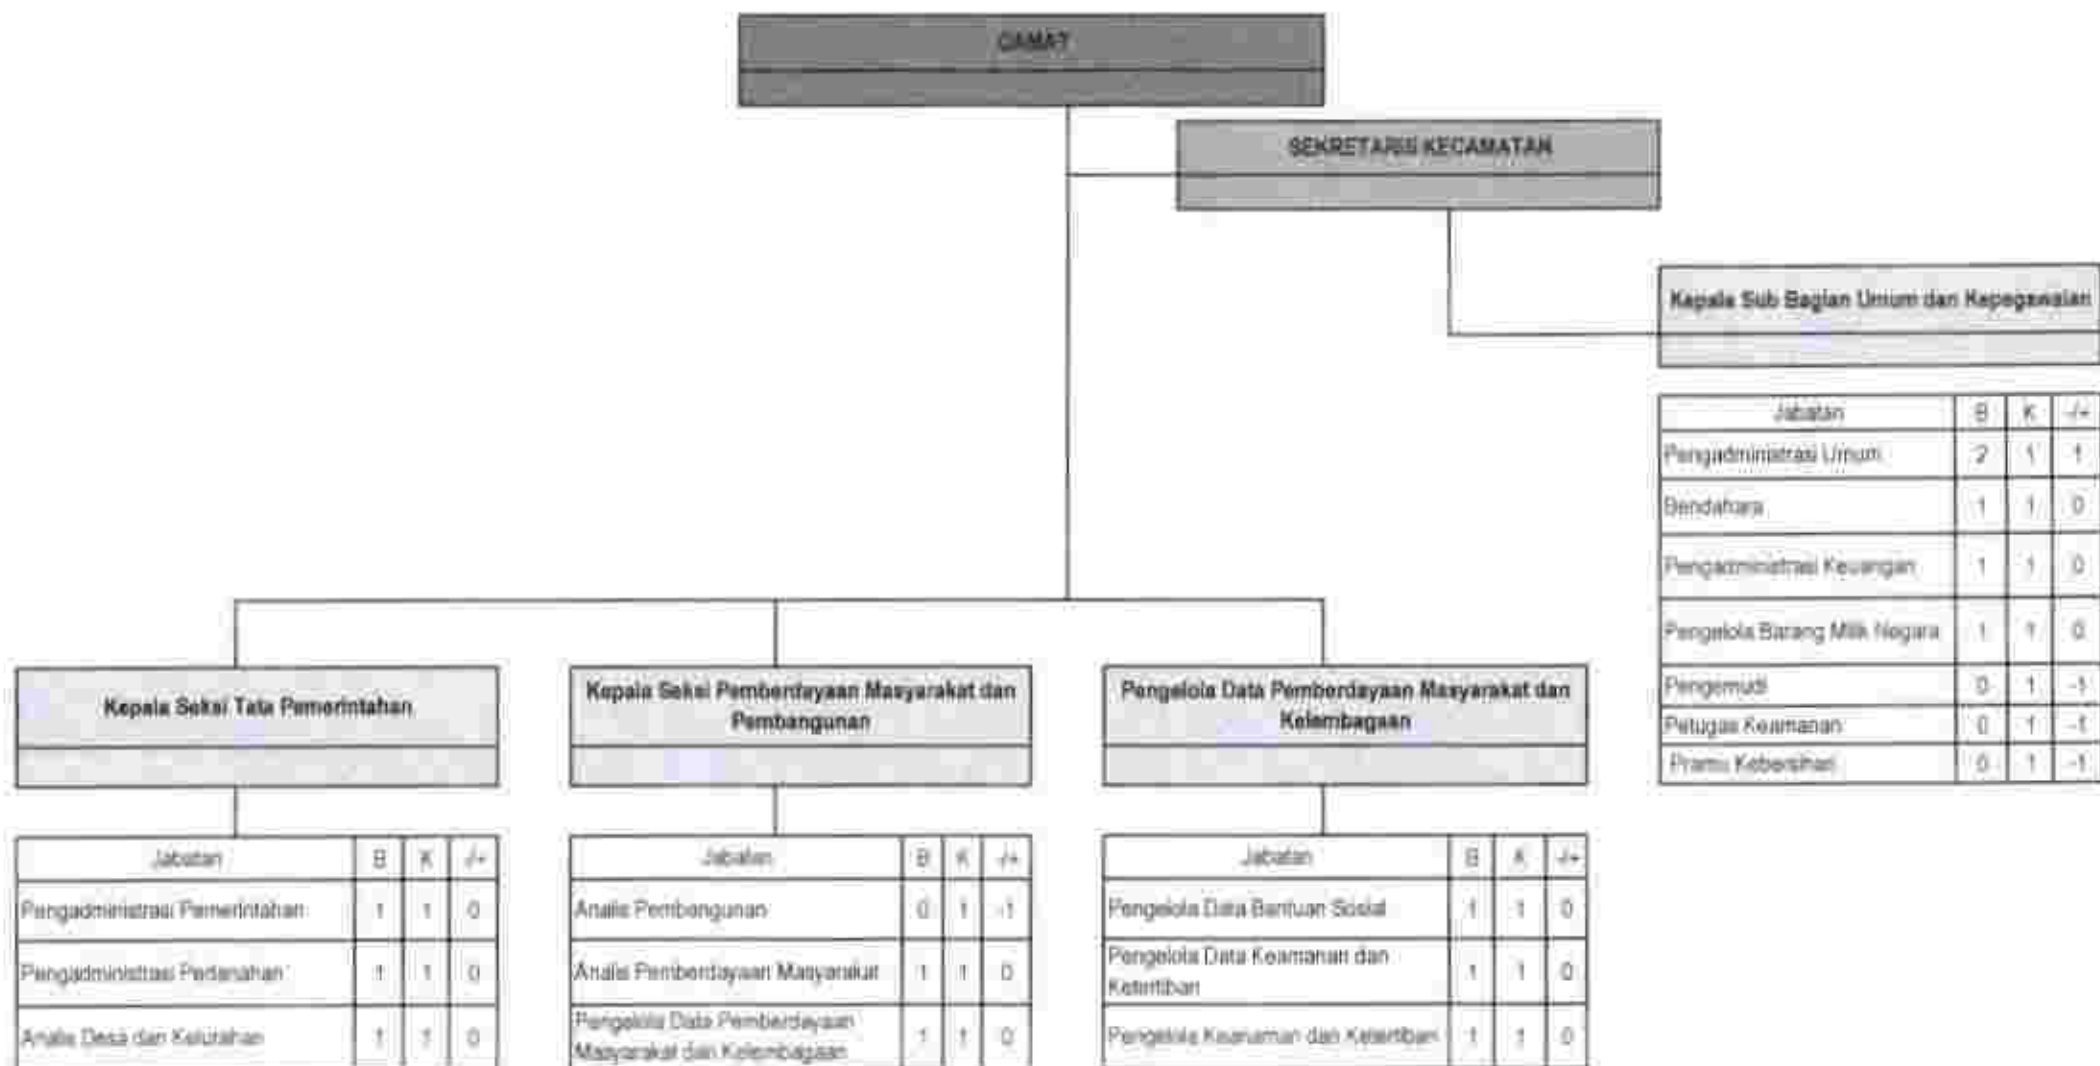 CAMAT
SEKRETARIS KECAMATAN
Kepala Sub Bagian Umum dan Kepegawaian
Jabatan B K -/+
Pengadministrasi Umum 2 1 1
Bendahara 1 1 0
Pengadministrasi Keuangan 1 1 0
Pengelola Barang Milik Negara 1 1 0
Pengemudi 0 1 -1
Petugas Keamanan 0 1 -1
Pramu Kebersihan 0 1 -1
Kepala Seksi Tata Pemerintahan
Jabatan B K -/+
Pengadministrasi Pemerintahan 1 1 0
Pengadministrasi Pertanahan 1 1 0
Analis Desa dan Kelurahan 1 1 0
Kepala Seksi Pemberdayaan Masyarakat dan
Pembangunan
Jabatan B K -/+
Analis Pembangunan 0 1 -1
Analis Pemberdayaan Masyarakat 1 1 0
Pengelola Data Pemberdayaan
Masyarakat dan Kelembagaan 1 1 0
Pengelola Data Pemberdayaan Masyarakat dan
Kelembagaan
Jabatan B K -/+
Pengelola Data Bantuan Sosial 1 1 0
Pengelola Data Keamanan dan
Ketertiban 1 1 0
Pengelola Keamanan dan Ketertiban 1 1 0